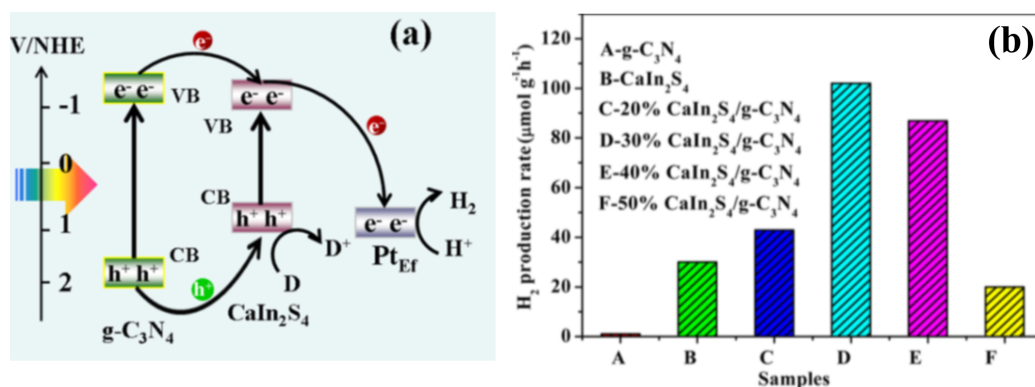 (a)
V/NHE
-1
0
1
2
e⁻
e⁻ e⁻
VB
e⁻ e⁻
VB
e⁻
CB
h⁺ h⁺
CB
h⁺ h⁺
h⁺
D⁺
D
e⁻ e⁻
Pt_Ef
H₂
H⁺
g-C₃N₄
CaIn₂S₄
(b)
H₂ production rate (μmol g⁻¹h⁻¹)
120
100
80
60
40
20
0
A-g-C₃N₄
B-CaIn₂S₄
C-20% CaIn₂S₄/g-C₃N₄
D-30% CaIn₂S₄/g-C₃N₄
E-40% CaIn₂S₄/g-C₃N₄
F-50% CaIn₂S₄/g-C₃N₄
A B C D E F
Samples